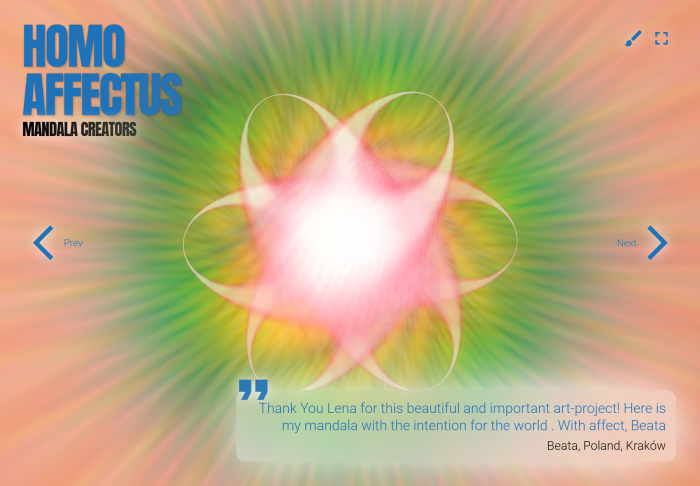 HOMO
AFFECTUS
MANDALA CREATORS
Prev
Next
Thank You Lena for this beautiful and important art-project! Here is
my mandala with the intention for the world . With affect, Beata
Beata, Poland, Kraków